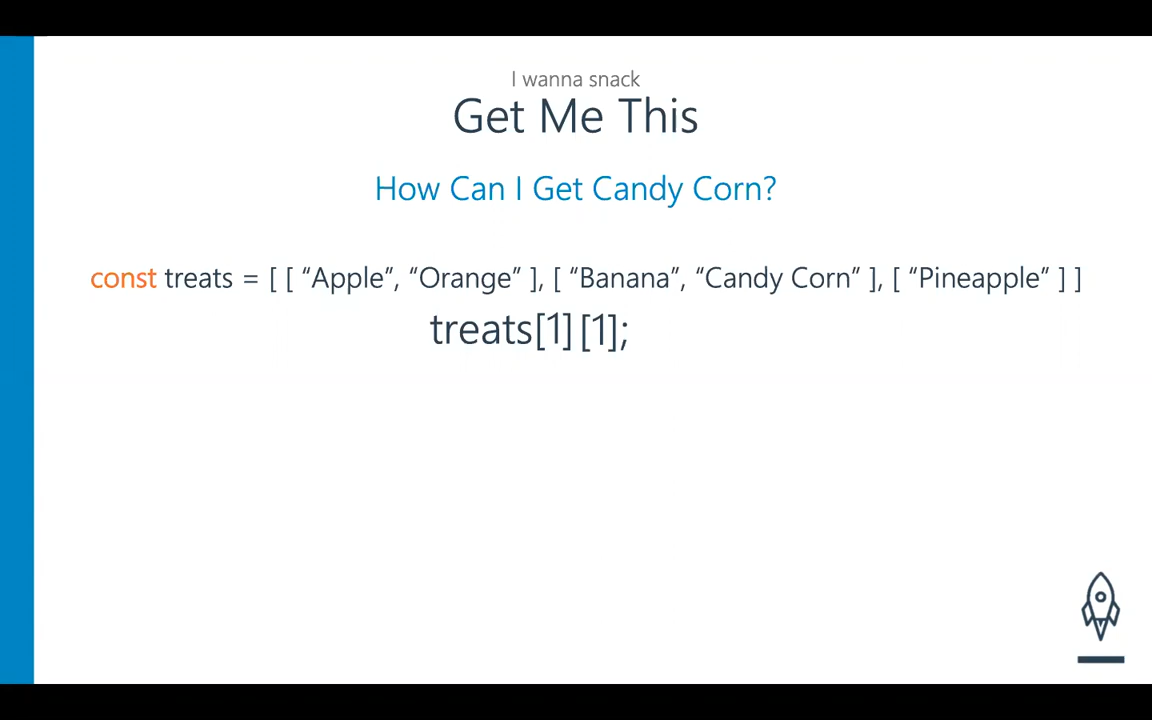 I wanna snack
Get Me This
How Can I Get Candy Corn?
const treats = [ [ “Apple”, “Orange” ], [ “Banana”, “Candy Corn” ], [ “Pineapple” ] ]
treats[1][1];